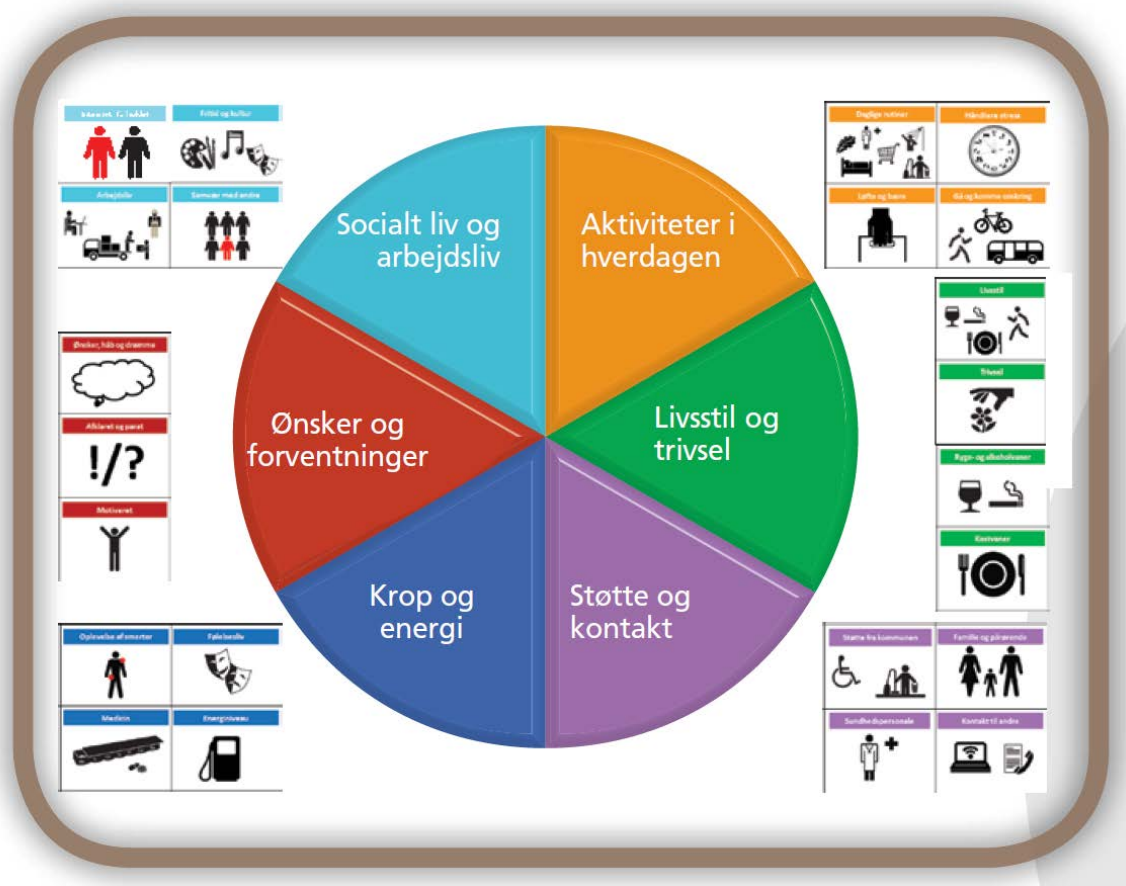 Fritid og kultur
Arbejdsliv
Samvær med andre
Daglige rutiner
Håndtere stress
Løfte og bære
Gå og komme omkring
Socialt liv og
arbejdsliv
Aktiviteter i
hverdagen
Ønsker og
forventninger
Livsstil og
trivsel
Krop og
energi
Støtte og
kontakt
Ønsker, håb og drømme
Afklaret og parat
!/?
Motiveret
Livsstil
Trivsel
Ryge- og alkoholvaner
Kostvaner
Oplevelse af smerter
Følelsesliv
Medicin
Energiniveau
Støtte fra kommunen
Familie og pårørende
Sundhedspersonale
Kontakt til andre